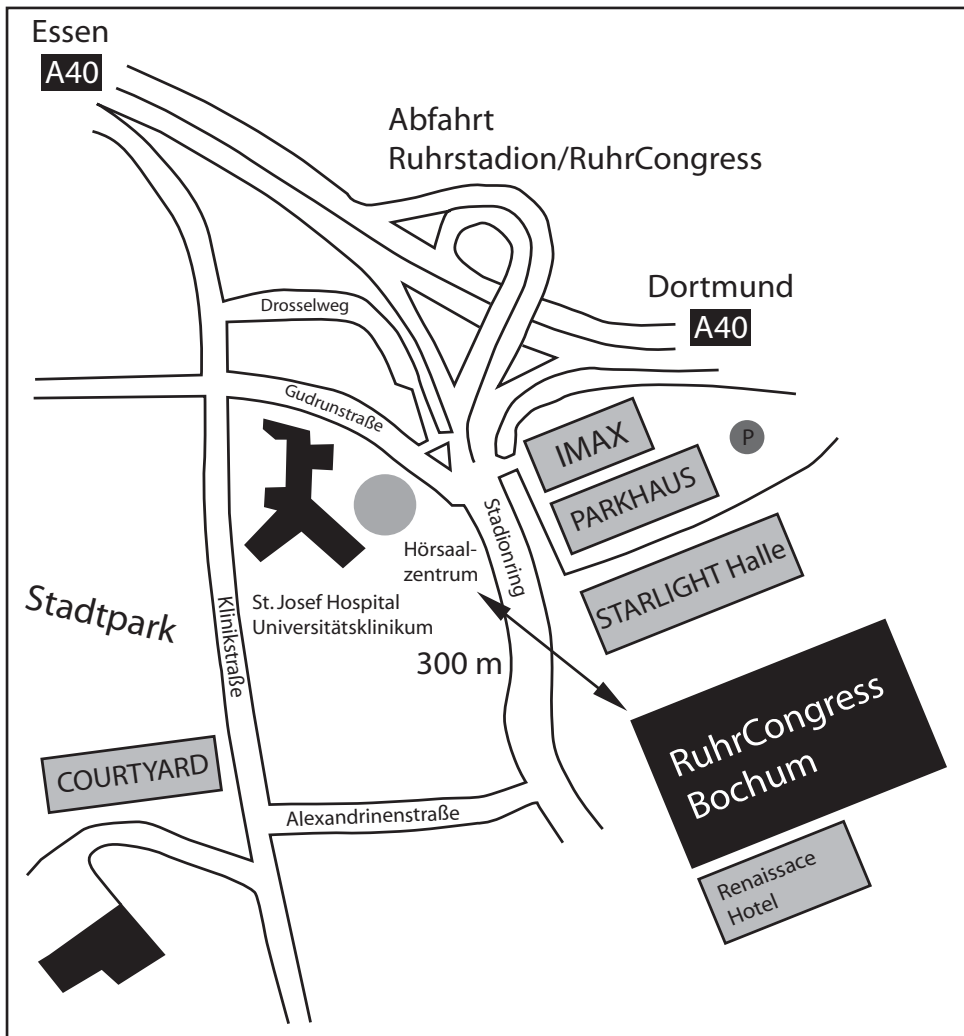 Essen
A40
Abfahrt
Ruhrstadion/RuhrCongress
Dortmund
A40
Drosselweg
Gudrunstraße
IMAX
P
PARKHAUS
Stadionring
Hörsaal-
zentrum
STARLIGHT Halle
Stadtpark
Klinikstraße
St. Josef Hospital
Universitätsklinikum
300 m
RuhrCongress
Bochum
COURTYARD
Alexandrinenstraße
Renaissace
Hotel